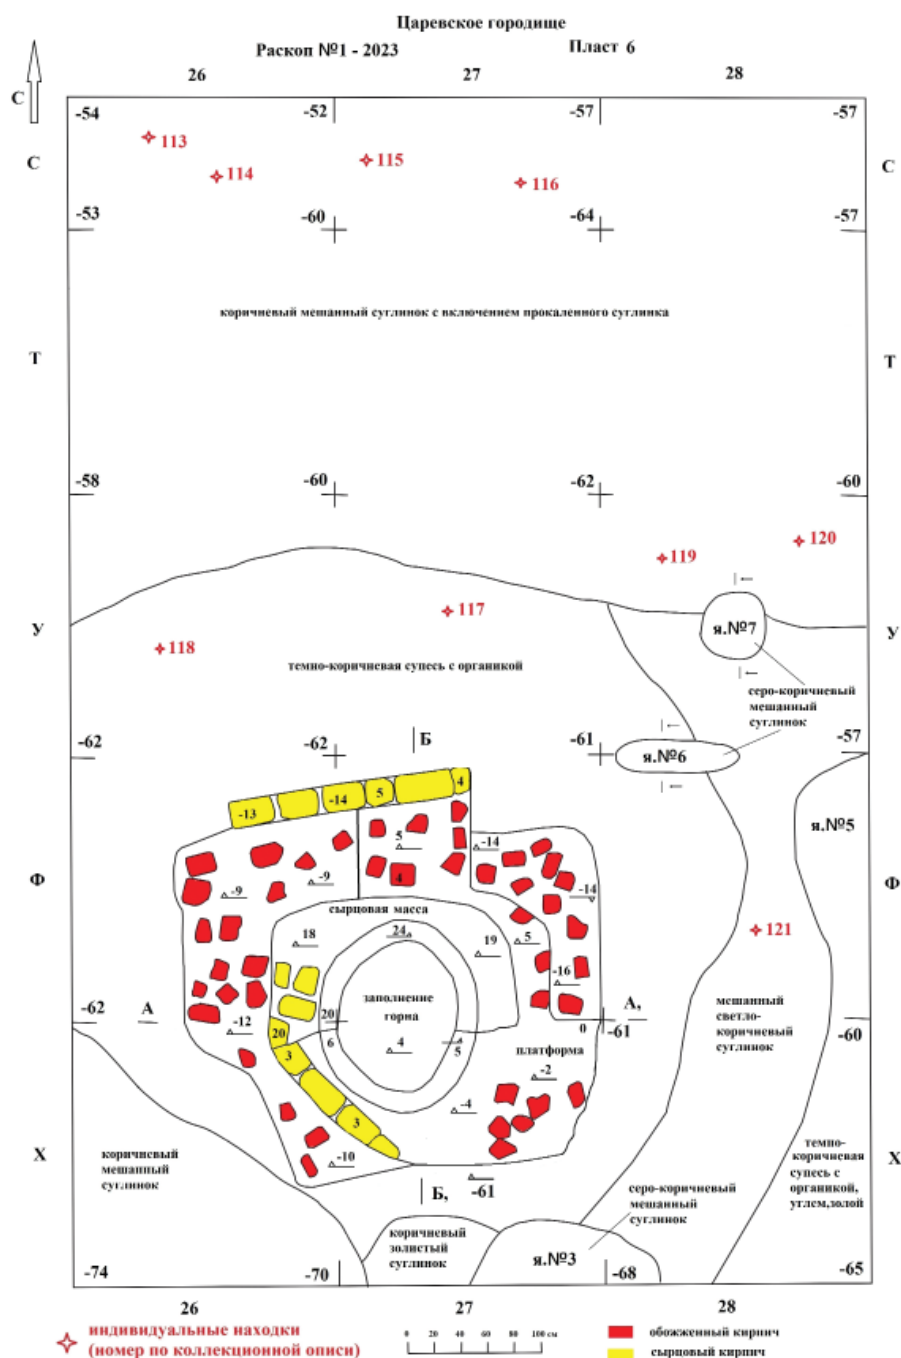 Царевское городище
Раскоп №1 - 2023 Пласт 6
26 27 28
С
-54 -52 -57 -57
113
114
115
116
С С
-53 -60 -64 -57
коричневый мешанный суглинок с включением прокаленного суглинка
Т Т
-58 -60 -62 -60
120
119
117
118
У У
я.№7
темно-коричневая супесь с органикой
серо-коричневый
мешанный
суглинок
Б
-62 -62 -61 -57
я.№6
4
5
-14
-13
я.№5
5
-14
-9
-9
4
-14
Ф Ф
сырцовая масса
18
24
19
5
121
-16
заполнение
горна
А
А,
мешанный
светло-
коричневый
суглинок
-62 -12 20 20 0 -61 -60
6
3
4
5
платформа
-2
3
-4
коричневый
мешанный
суглинок
Х Х
-10
темно-
коричневая
супесь с
органикой,
углем,золой
Б,
-61
серо-коричневый
мешанный
суглинок
коричневый
золистый
суглинок
я.№3
-74 -70 -68 -65
26 27 28
индивидуальные находки
(номер по коллекционной описи)
0 20 40 60 80 100 см
обожженный кирпич
сырцовый кирпич